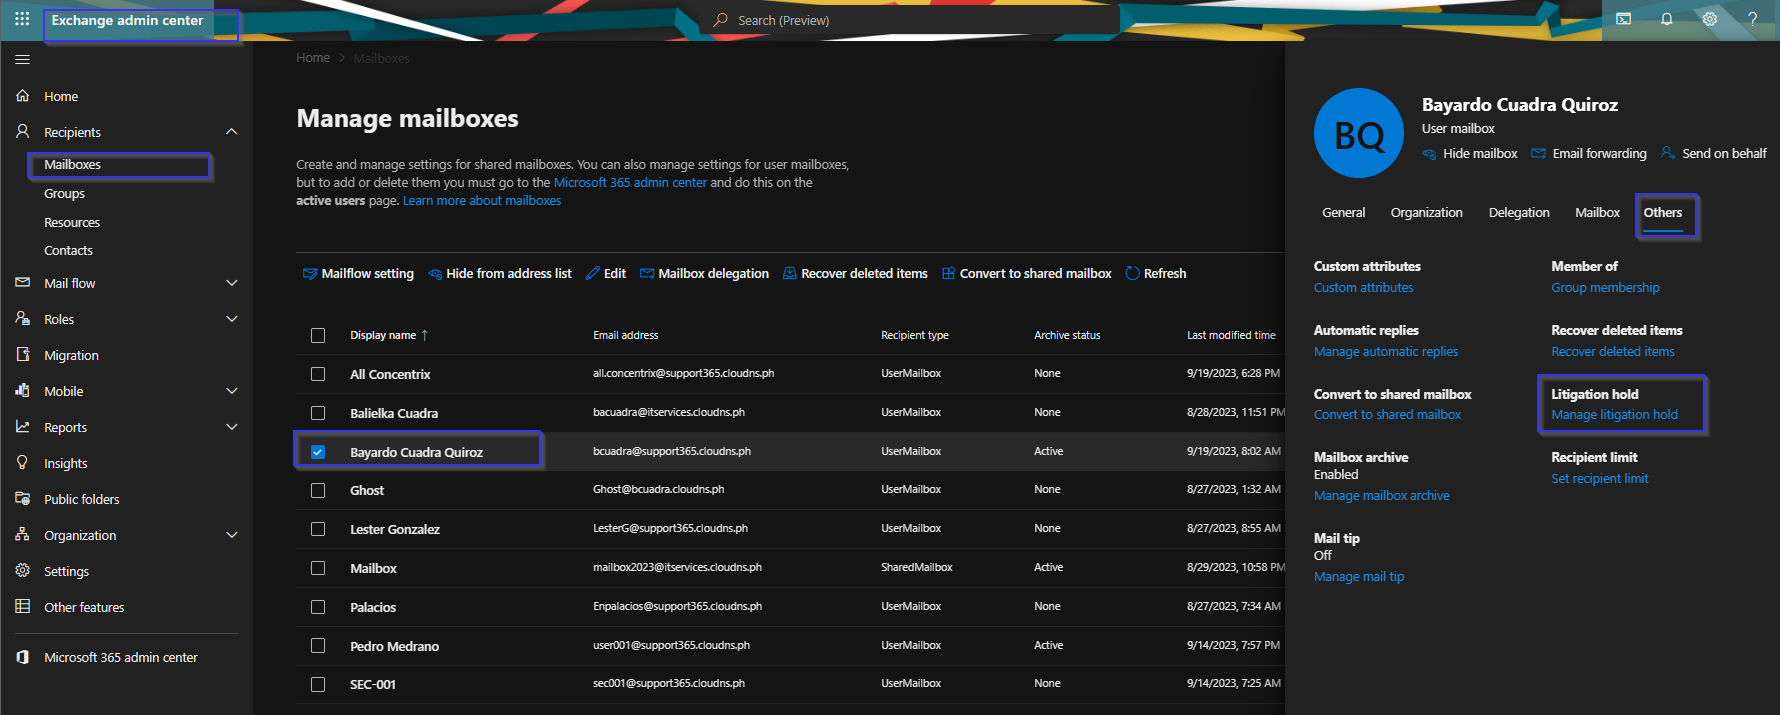 Exchange admin center
Search (Preview)
?
Home
Recipients
Mailboxes
Groups
Resources
Contacts
Mail flow
Roles
Migration
Mobile
Reports
Insights
Public folders
Organization
Settings
Other features
Microsoft 365 admin center
Home > Mailboxes
Manage mailboxes
Create and manage settings for shared mailboxes. You can also manage settings for user mailboxes,
but to add or delete them you must go to the Microsoft 365 admin center and do this on the
active users page. Learn more about mailboxes
Mailflow setting Hide from address list Edit Mailbox delegation Recover deleted items Convert to shared mailbox Refresh
Display name ↑ Email address Recipient type Archive status Last modified time
All Concentrix all.concentrix@support365.cloudns.ph UserMailbox None 9/19/2023, 6:28 PM
Balielka Cuadra bacuadra@itservices.cloudns.ph UserMailbox None 8/28/2023, 11:51 PM
Bayardo Cuadra Quiroz bcuadra@support365.cloudns.ph UserMailbox Active 9/19/2023, 8:02 AM
Ghost Ghost@bcuadra.cloudns.ph UserMailbox None 8/27/2023, 1:32 AM
Lester Gonzalez LesterG@support365.cloudns.ph UserMailbox None 8/27/2023, 8:55 AM
Mailbox mailbox2023@itservices.cloudns.ph SharedMailbox Active 8/29/2023, 10:58 PM
Palacios Enpalacios@support365.cloudns.ph UserMailbox None 8/27/2023, 7:34 AM
Pedro Medrano user001@support365.cloudns.ph UserMailbox Active 9/14/2023, 7:57 PM
SEC-001 sec001@support365.cloudns.ph UserMailbox None 9/14/2023, 7:25 AM
BQ
Bayardo Cuadra Quiroz
User mailbox
Hide mailbox Email forwarding Send on behalf
General Organization Delegation Mailbox Others
Custom attributes
Custom attributes
Member of
Group membership
Automatic replies
Manage automatic replies
Recover deleted items
Recover deleted items
Convert to shared mailbox
Convert to shared mailbox
Litigation hold
Manage litigation hold
Mailbox archive
Enabled
Manage mailbox archive
Recipient limit
Set recipient limit
Mail tip
Off
Manage mail tip